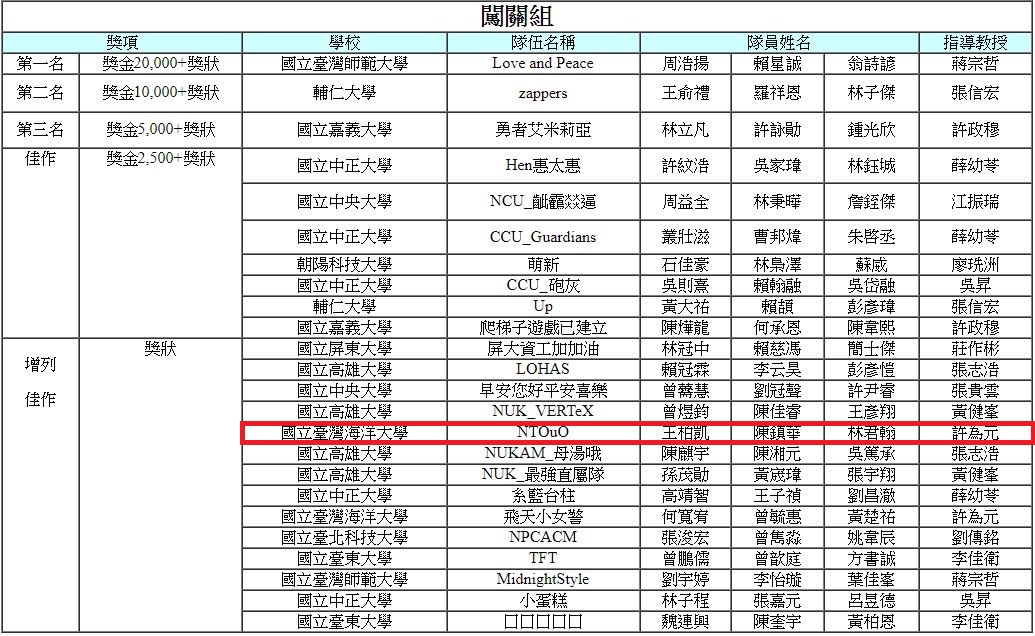 闖關組
獎項 學校 隊伍名稱 隊員姓名 指導教授
第一名 獎金20,000+獎狀 國立臺灣師範大學 Love and Peace 周浩揚 賴星誠 翁詩諺 蔣宗哲
第二名 獎金10,000+獎狀 輔仁大學 zappers 王俞禮 羅祥恩 林子傑 張信宏
第三名 獎金5,000+獎狀 國立嘉義大學 勇者艾米莉亞 林立凡 許詠勛 鍾光欣 許政穆
佳作 獎金2,500+獎狀 國立中正大學 Hen惠太惠 許紋浩 吳家瑋 林鈺城 薛幼苓
國立中央大學 周益全 林秉曄 詹銍傑 江振瑞
國立中正大學 CCU_Guardians 叢壯滋 曹邦煒 朱啓丞 薛幼苓
朝陽科技大學 萌新 石佳豪 林梟澤 蘇威 廖珗洲
國立中正大學 CCU_砲灰 吳則熹 賴翰融 吳岱融 吳昇
輔仁大學 Up 黃大祐 賴頡 彭彥瑋 張信宏
國立嘉義大學 爬梯子遊戲已建立 陳燁龍 何承恩 陳韋熙 許政穆
增列佳作 獎狀 國立屏東大學 屏大資工加加油 林冠中 賴慈馮 簡士傑 莊作彬
國立高雄大學 LOHAS 賴冠霖 李云昊 彭彥愷 張志浩
國立中央大學 早安您好平安喜樂 曾蕎慧 劉冠聲 許尹睿 張貴雲
國立高雄大學 NUK_VERTeX 曾煜鈞 陳佳睿 王彥翔 黃健峯
國立臺灣海洋大學 NTOuO 王柏凱 陳鎮華 林君翰 許為元
國立高雄大學 NUKAM_母湯哦 陳麒宇 陳湘元 吳篤承 張志浩
國立高雄大學 NUK_最強直屬隊 孫茂勛 黃宬瑋 張宇翔 黃健峯
國立中正大學 系籃台柱 高靖智 王子禎 劉昌澈 薛幼苓
國立臺灣海洋大學 飛天小女警 何寬宥 曾毓惠 黃楚祐 許為元
國立臺北科技大學 NPCACM 張浚宏 曾雋淼 姚韋辰 劉傳銘
國立臺東大學 TFT 曾鵬儒 曾歆庭 方書誠 李佳衛
國立臺灣師範大學 MidnightStyle 劉宇婷 李怡璇 葉佳峯 蔣宗哲
國立中正大學 小蛋糕 林子程 張嘉元 呂昱德 吳昇
國立臺東大學 □□□□□ 魏連興 陳奎宇 黃柏恩 李佳衛